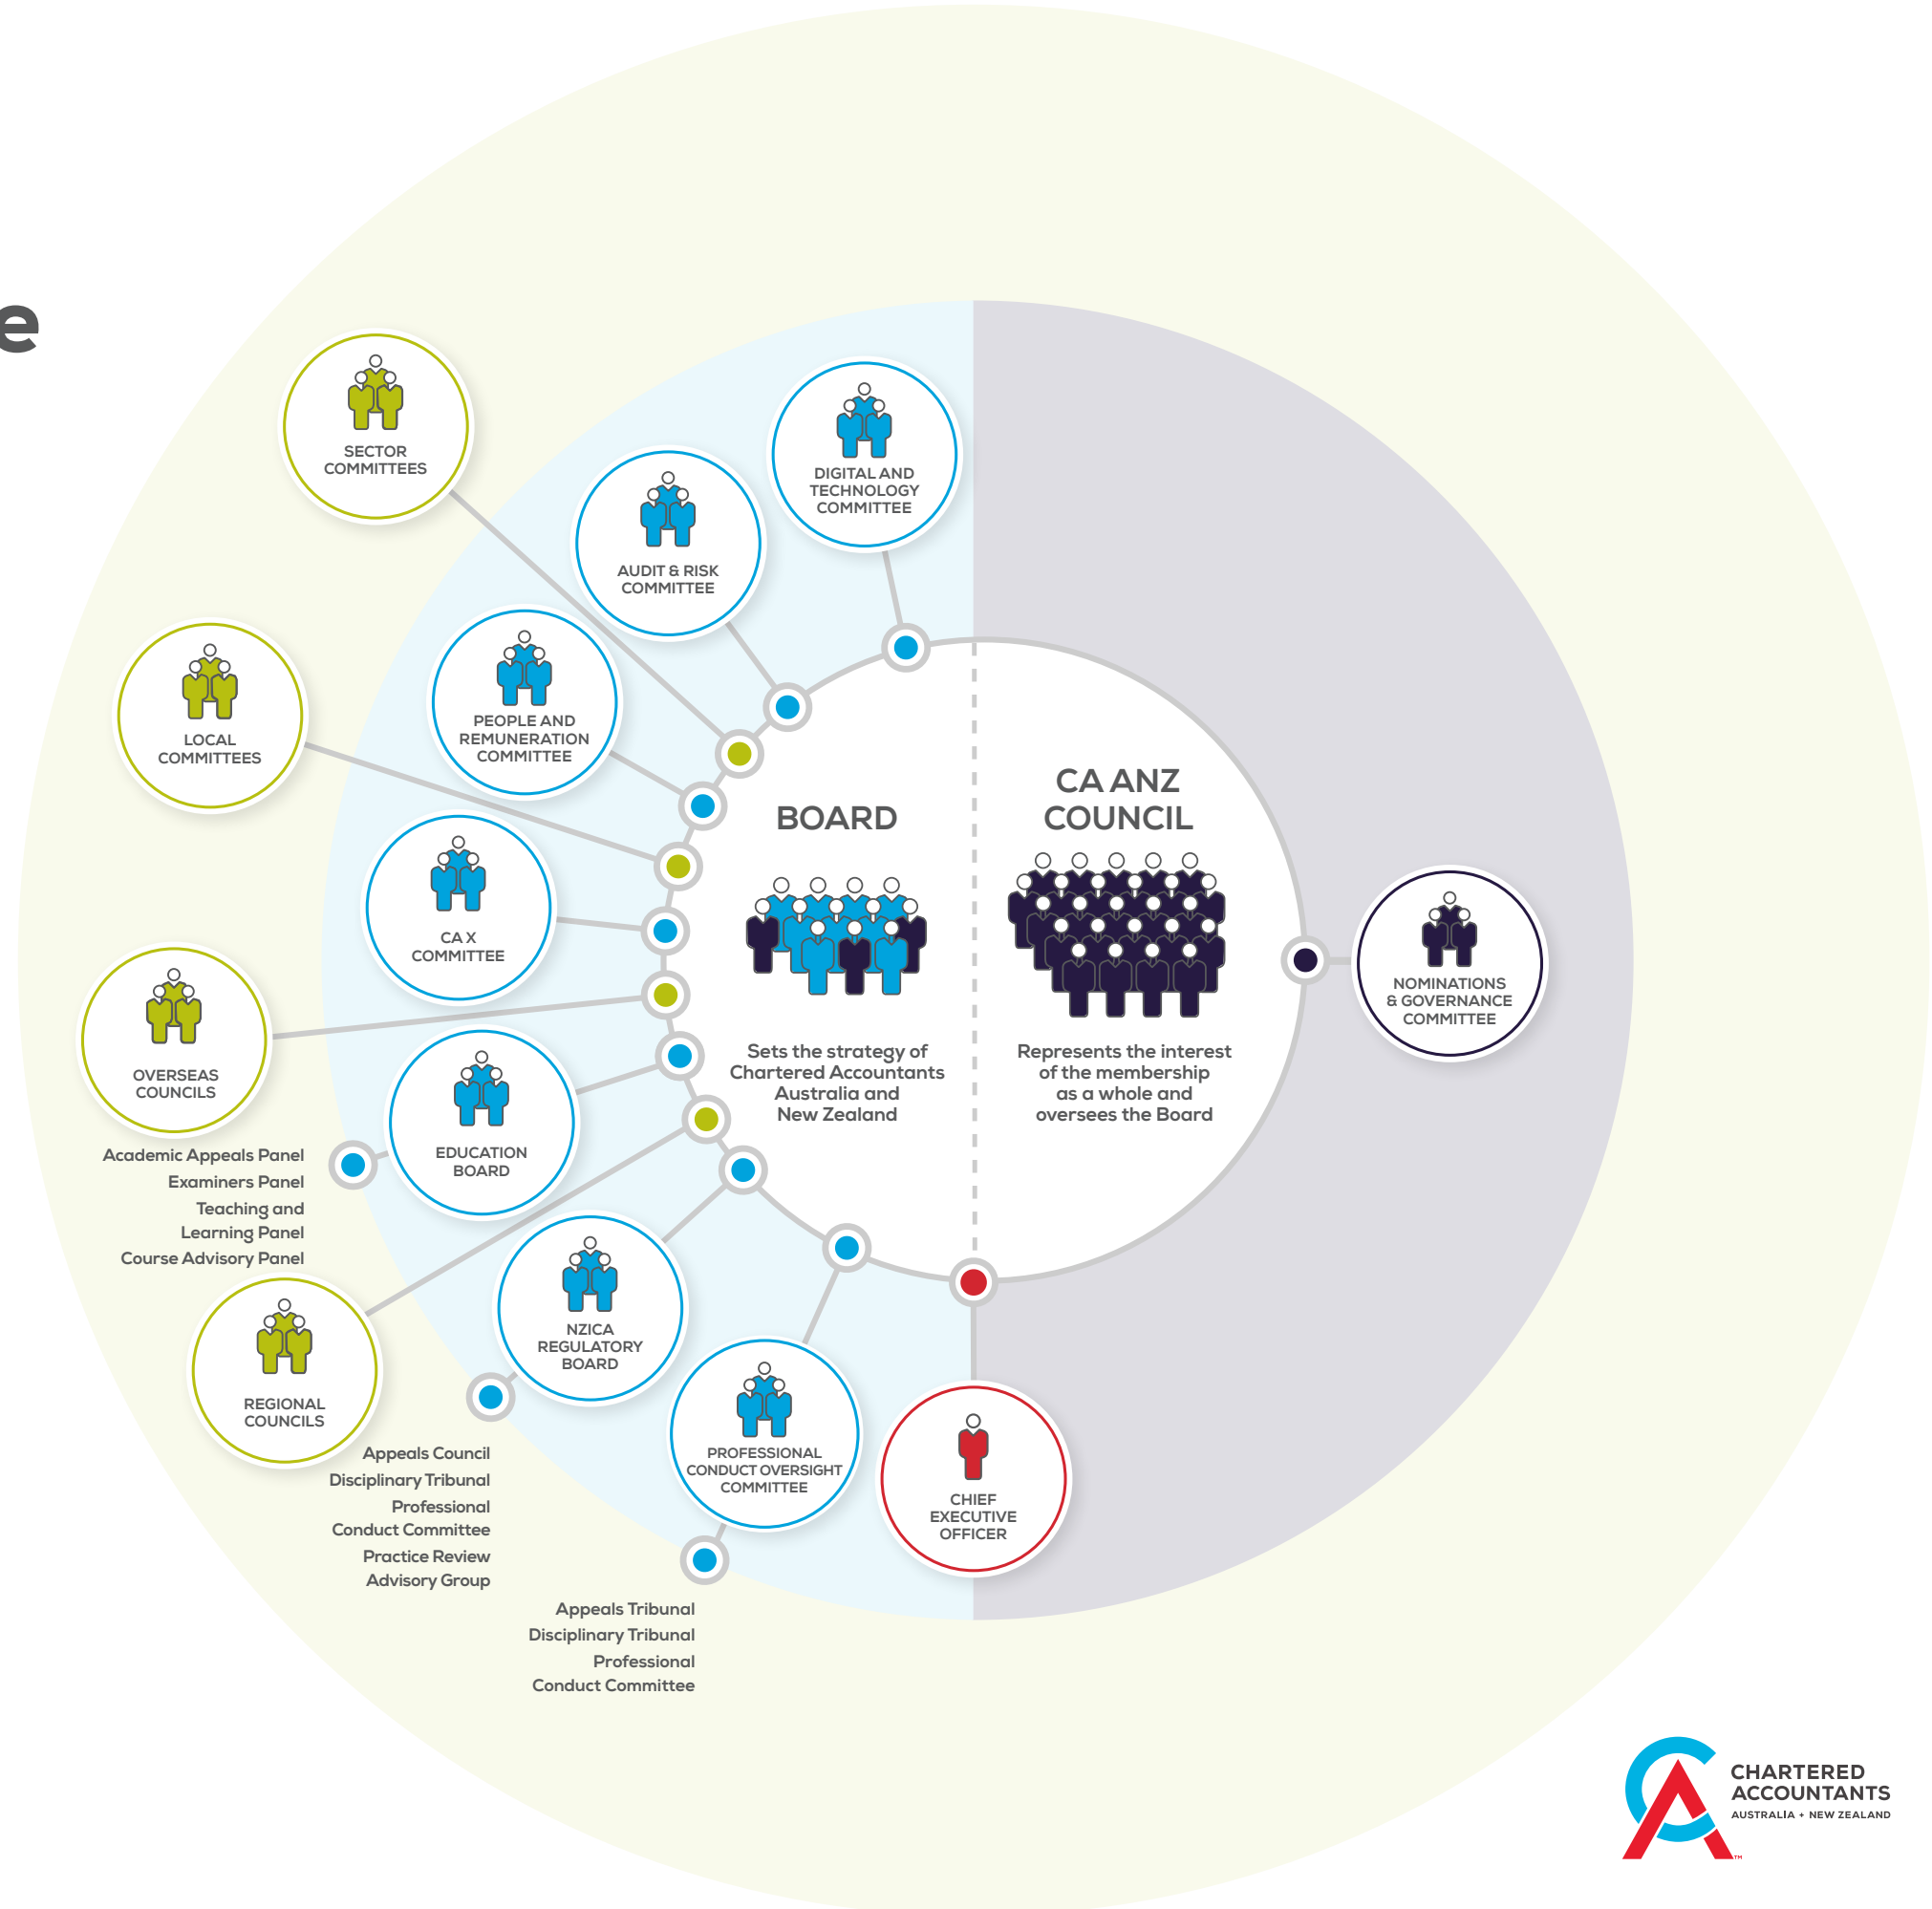 e
SECTOR
COMMITTEES
DIGITAL AND
TECHNOLOGY
COMMITTEE
AUDIT & RISK
COMMITTEE
PEOPLE AND
REMUNERATION
COMMITTEE
LOCAL
COMMITTEES
CA X
COMMITTEE
OVERSEAS
COUNCILS
EDUCATION
BOARD
Academic Appeals Panel
Examiners Panel
Teaching and
Learning Panel
Course Advisory Panel
REGIONAL
COUNCILS
NZICA
REGULATORY
BOARD
Appeals Council
Disciplinary Tribunal
Professional
Conduct Committee
Practice Review
Advisory Group
PROFESSIONAL
CONDUCT OVERSIGHT
COMMITTEE
Appeals Tribunal
Disciplinary Tribunal
Professional
Conduct Committee
CHIEF
EXECUTIVE
OFFICER
BOARD
Sets the strategy of
Chartered Accountants
Australia and
New Zealand
CA ANZ
COUNCIL
Represents the interest
of the membership
as a whole and
oversees the Board
NOMINATIONS
& GOVERNANCE
COMMITTEE
CA
TM
CHARTERED
ACCOUNTANTS
AUSTRALIA + NEW ZEALAND